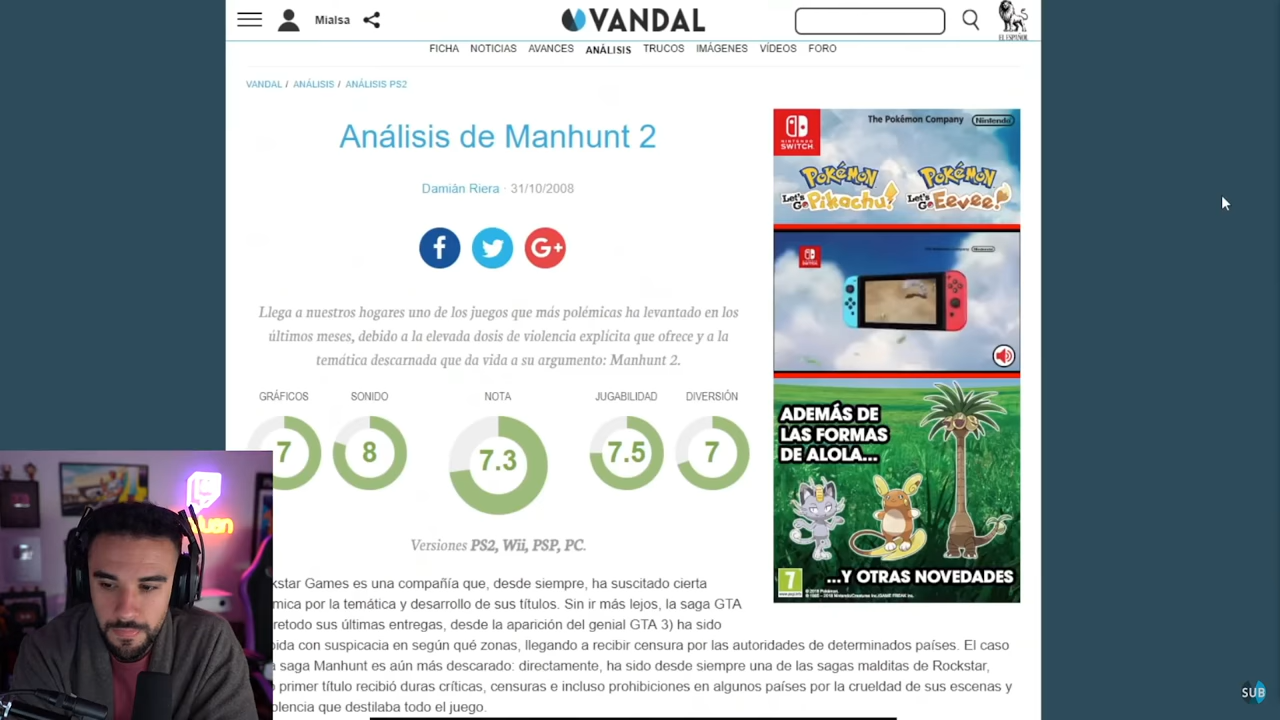 Mialsa
VANDAL
EL ESPAÑOL
FICHA NOTICIAS AVANCES ANÁLISIS TRUCOS IMÁGENES VÍDEOS FORO
VANDAL / ANÁLISIS / ANÁLISIS PS2
Análisis de Manhunt 2
Damián Riera · 31/10/2008
f G+
Llega a nuestros hogares uno de los juegos que más polémicas ha levantado en los
últimos meses, debido a la elevada dosis de violencia explícita que ofrece y a la
temática descarnada que da vida a su argumento: Manhunt 2.
GRÁFICOS SONIDO NOTA JUGABILIDAD DIVERSIÓN
7 8 7.3 7.5 7
Versiones PS2, Wii, PSP, PC.
kstar Games es una compañía que, desde siempre, ha suscitado cierta
mica por la temática y desarrollo de sus títulos. Sin ir más lejos, la saga GTA
retodo sus últimas entregas, desde la aparición del genial GTA 3) ha sido
ida con suspicacia en según qué zonas, llegando a recibir censura por las autoridades de determinados países. El caso
saga Manhunt es aún más descarado: directamente, ha sido desde siempre una de las sagas malditas de Rockstar,
primer título recibió duras críticas, censuras e incluso prohibiciones en algunos países por la crueldad de sus escenas y
olencia que destilaba todo el juego.
NINTENDO
SWITCH
The Pokémon Company Nintendo
POKÉMON POKÉMON
Let's Go Pikachu! Let's Go Eevee!
ADEMÁS DE
LAS FORMAS
DE ALOLA...
7 ...Y OTRAS NOVEDADES
SUB